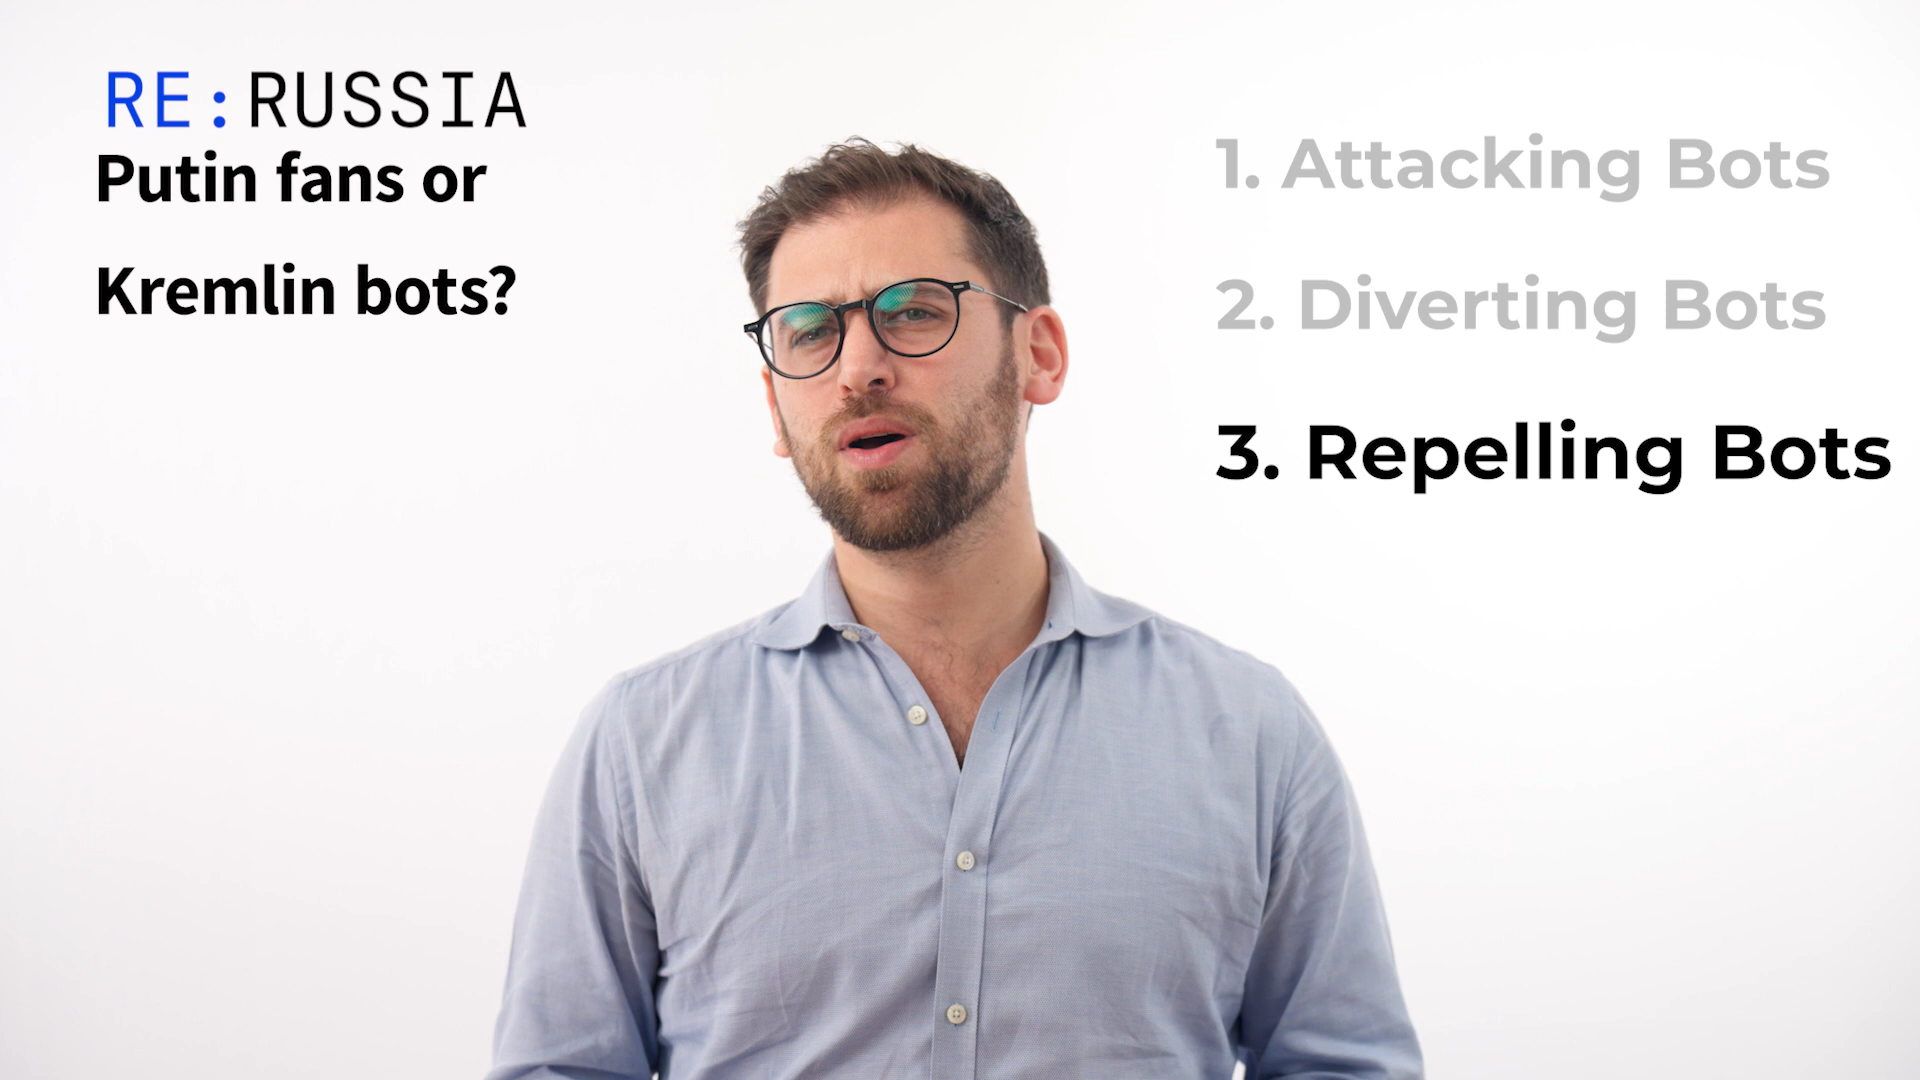 RE:RUSSIA
Putin fans or
Kremlin bots?
1. Attacking Bots
2. Diverting Bots
3. Repelling Bots